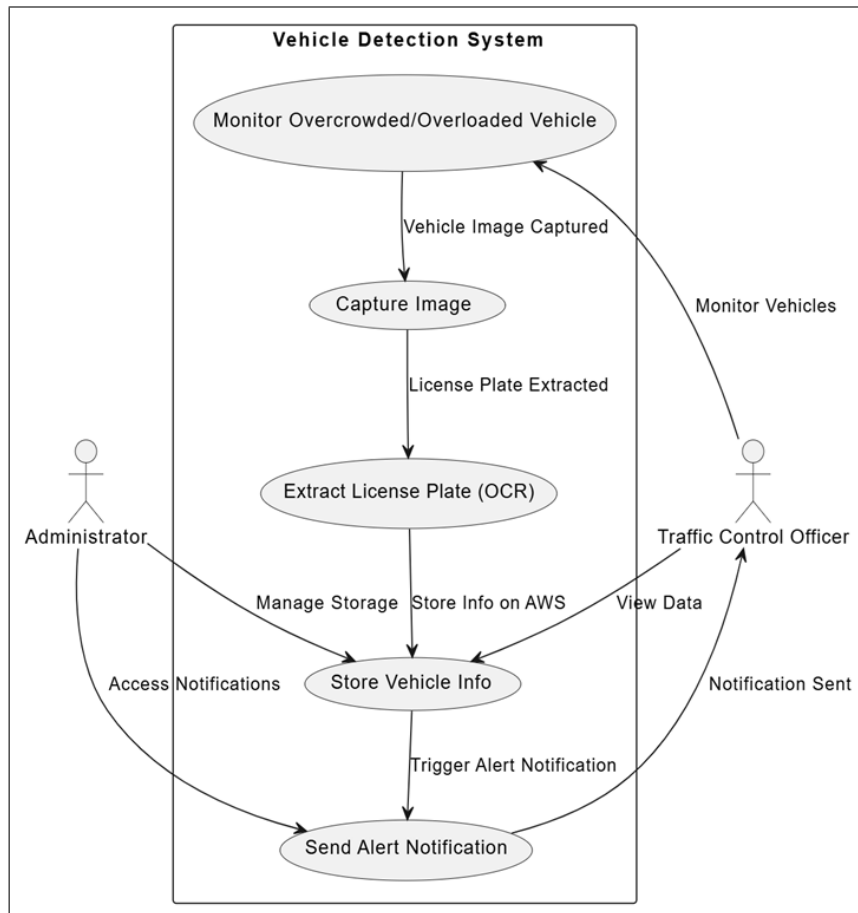 Vehicle Detection System
Monitor Overcrowded/Overloaded Vehicle
Vehicle Image Captured
Capture Image
Monitor Vehicles
License Plate Extracted
Extract License Plate (OCR)
Administrator
Traffic Control Officer
Manage Storage
Store Info on AWS
View Data
Store Vehicle Info
Access Notifications
Notification Sent
Trigger Alert Notification
Send Alert Notification